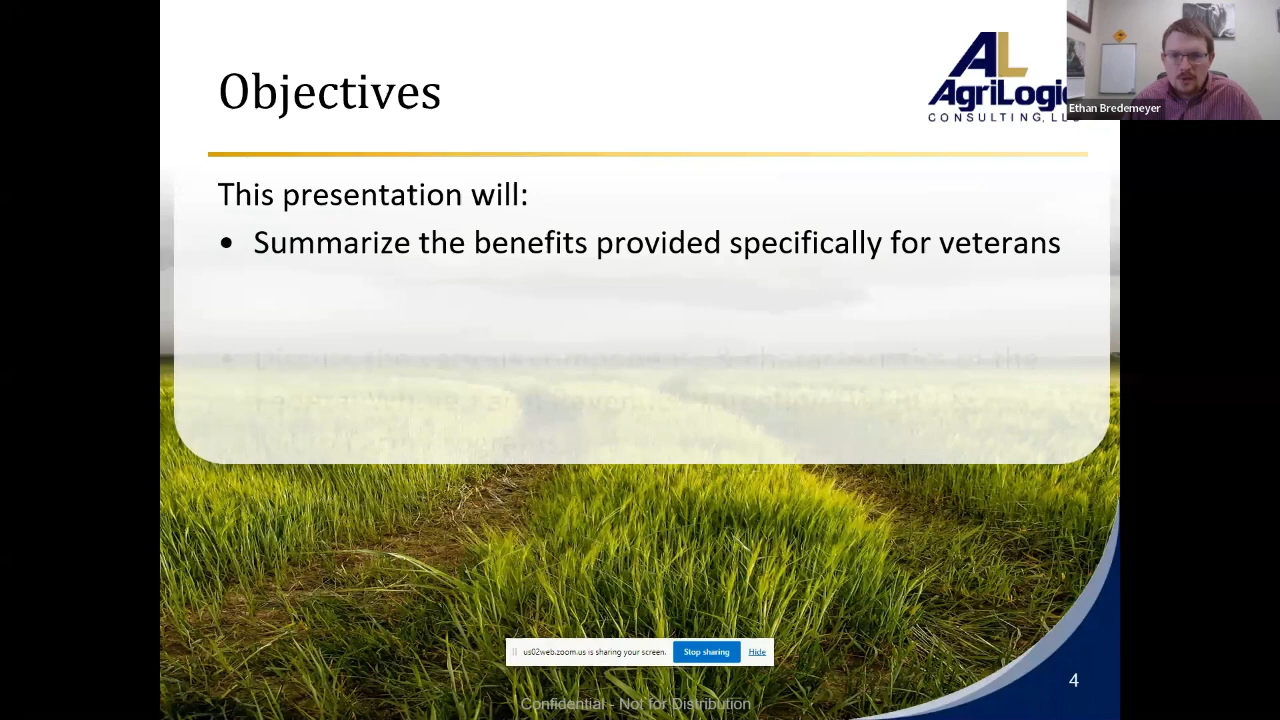 Objectives
AL
AgriLogic
CONSULTING, LLC
Ethan Bredemeyer
This presentation will:
• Summarize the benefits provided specifically for veterans
us02web.zoom.us is sharing your screen.
Stop sharing
Hide
4
Confidential - Not for Distribution